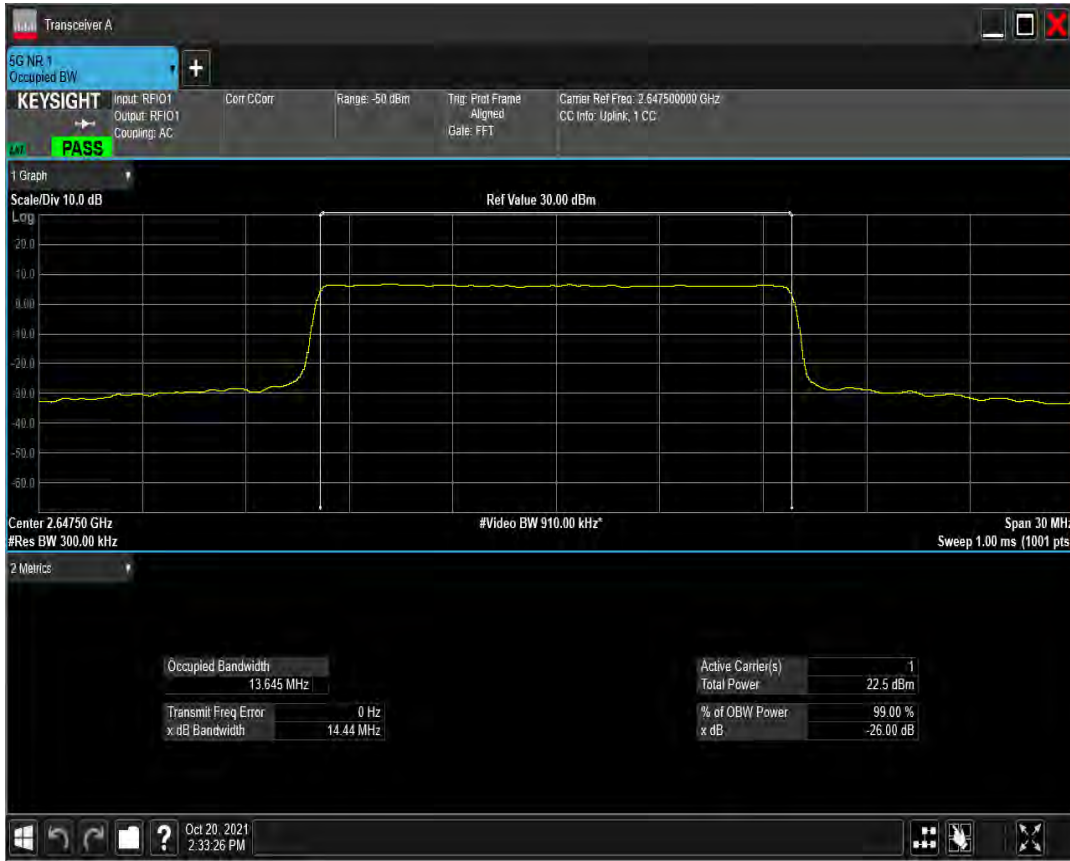 Transceiver A
5G NR 1
Occupied BW
+
KEYSIGHT
Input: RFIO1
Output: RFIO1
Coupling: AC
Corr CCorr
Range: -50 dBm
Trig: Prot Frame
Aligned
Gate: FFT
Carrier Ref Freq: 2.647500000 GHz
CC Info: Uplink, 1 CC
PASS
1 Graph
Scale/Div 10.0 dB
Ref Value 30.00 dBm
Log
20.0
10.0
0.00
-10.0
-20.0
-30.0
-40.0
-50.0
-60.0
Center 2.64750 GHz
#Video BW 910.00 kHz*
Span 30 MHz
#Res BW 300.00 kHz
Sweep 1.00 ms (1001 pts
2 Metrics
Occupied Bandwidth
13.645 MHz
Transmit Freq Error 0 Hz
x dB Bandwidth 14.44 MHz
Active Carrier(s) 1
Total Power 22.5 dBm
% of OBW Power 99.00 %
x dB -26.00 dB
?
Oct 20, 2021
2:33:26 PM